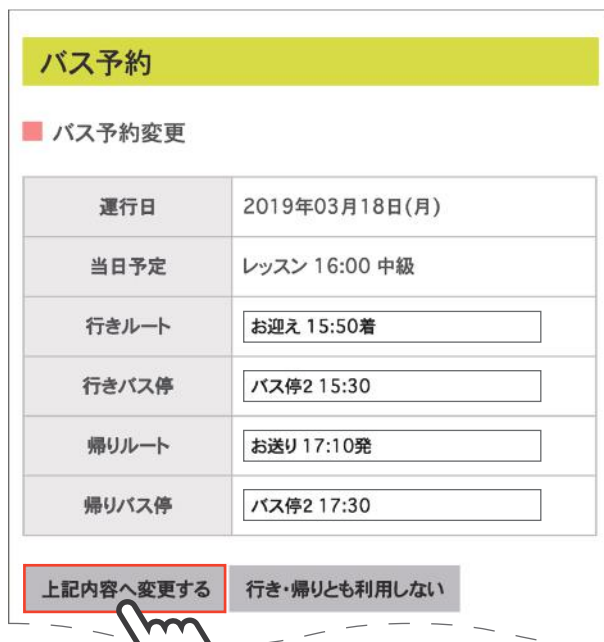 バス予約
バス予約変更
運行日 2019年03月18日(月)
当日予定 レッスン 16:00 中級
行きルート お迎え 15:50着
行きバス停 バス停2 15:30
帰りルート お送り 17:10発
帰りバス停 バス停2 17:30
上記内容へ変更する 行き・帰りとも利用しない